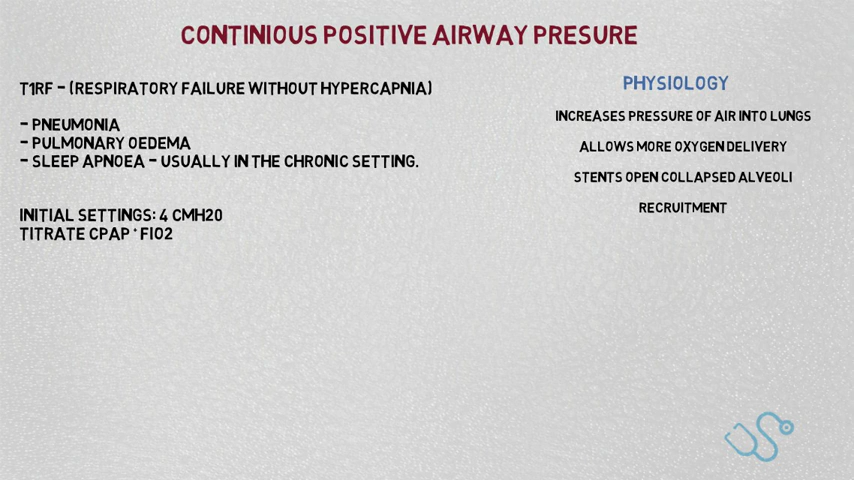 CONTINIOUS POSITIVE AIRWAY PRESURE
T1RF - (RESPIRATORY FAILURE WITHOUT HYPERCAPNIA)
- PNEUMONIA
- PULMONARY OEDEMA
- SLEEP APNOEA - USUALLY IN THE CHRONIC SETTING.
INITIAL SETTINGS: 4 CMH20
TITRATE CPAP + FIO2
PHYSIOLOGY
INCREASES PRESSURE OF AIR INTO LUNGS
ALLOWS MORE OXYGEN DELIVERY
STENTS OPEN COLLAPSED ALVEOLI
RECRUITMENT